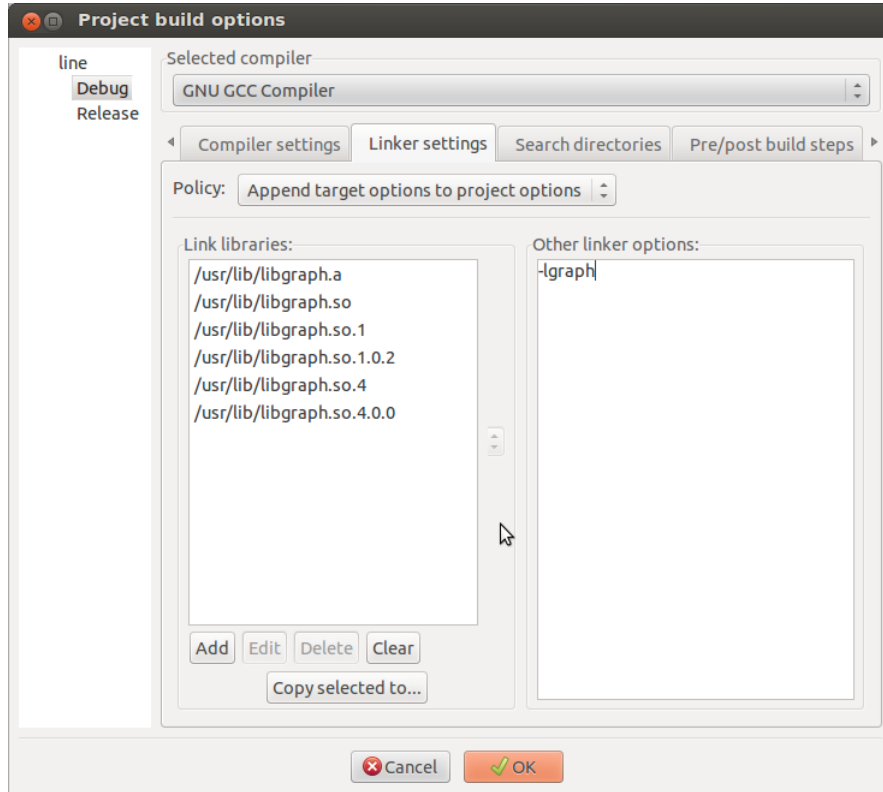 Project build options
line
Debug
Release
Selected compiler
GNU GCC Compiler
Compiler settings
Linker settings
Search directories
Pre/post build steps
Policy:
Append target options to project options
Link libraries:
/usr/lib/libgraph.a
/usr/lib/libgraph.so
/usr/lib/libgraph.so.1
/usr/lib/libgraph.so.1.0.2
/usr/lib/libgraph.so.4
/usr/lib/libgraph.so.4.0.0
Other linker options:
-lgraph
Add
Edit
Delete
Clear
Copy selected to...
Cancel
OK